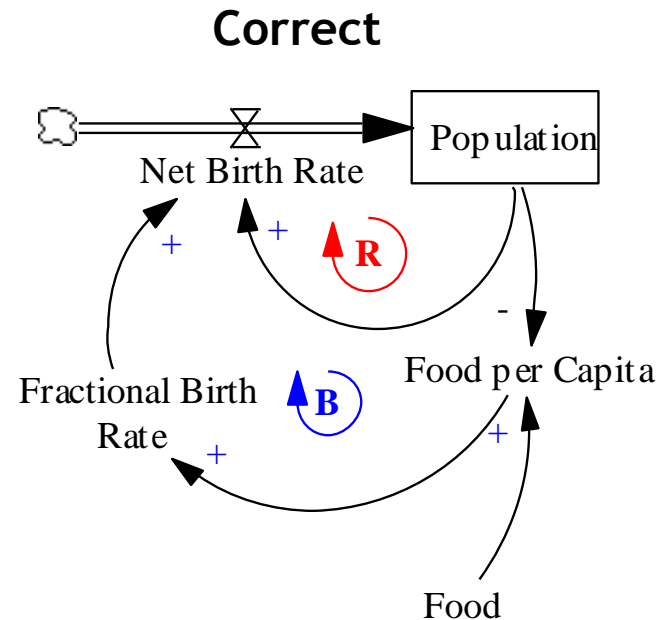 Correct
Population
Net Birth Rate
+
+
R
-
Food per Capita
Fractional Birth
Rate
B
+
+
Food